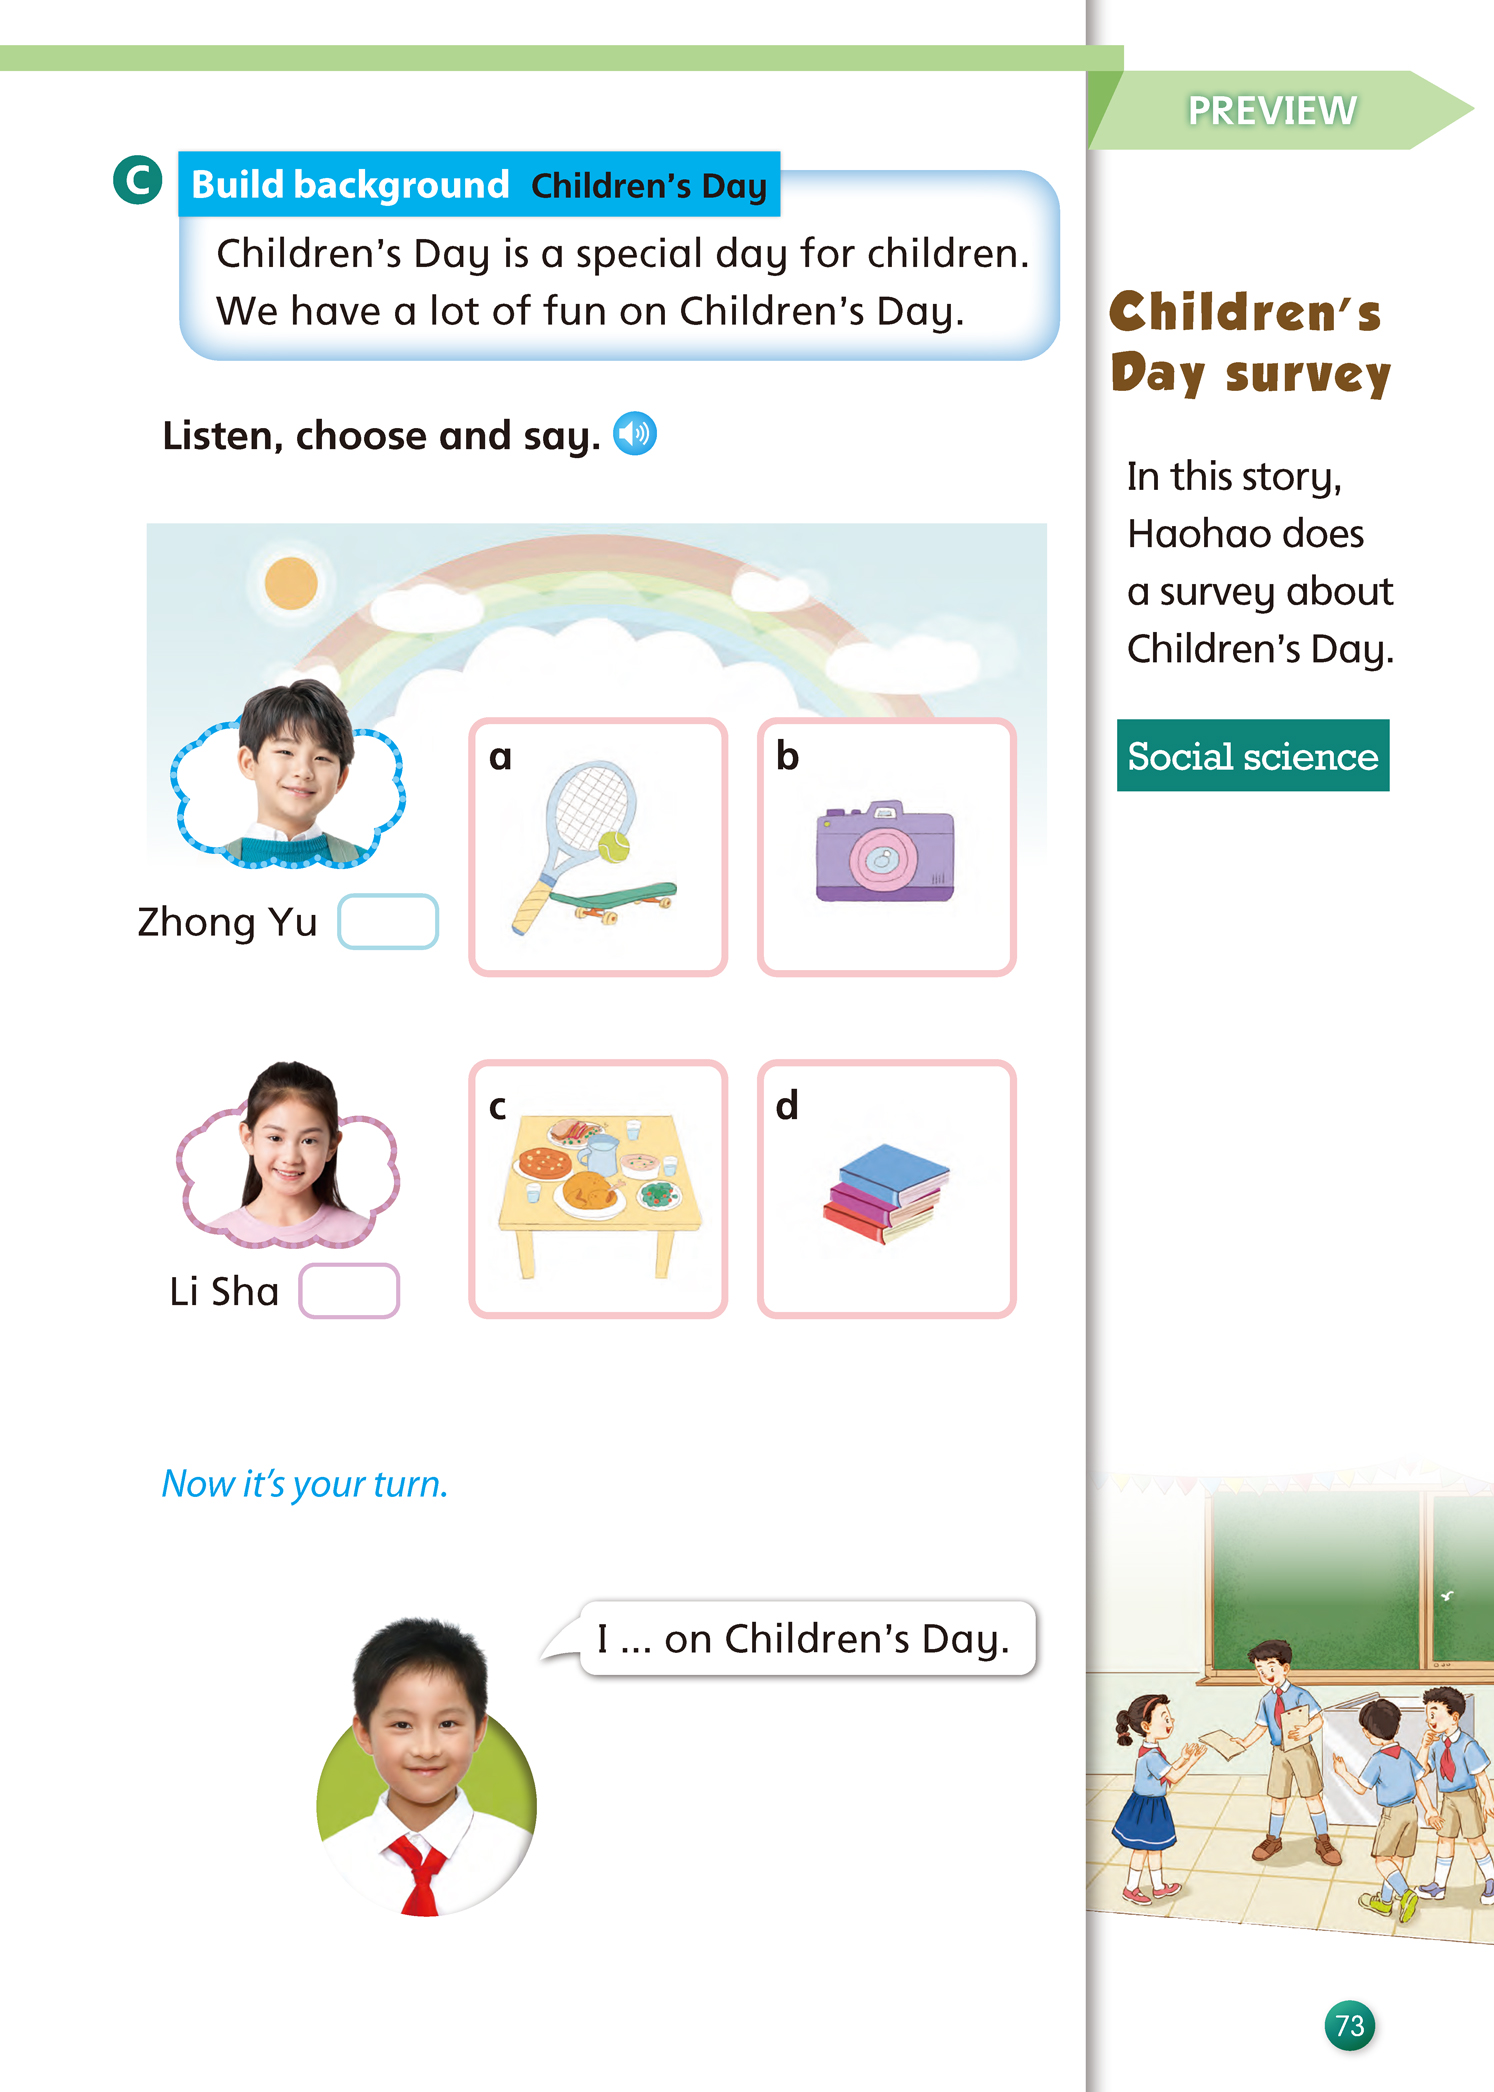 PREVIEW
C
Build background Children's Day
Children's Day is a special day for children.
We have a lot of fun on Children's Day.
Listen, choose and say.
Zhong Yu
a
b
Li Sha
c
d
Now it's your turn.
I ... on Children's Day.
Children's
Day survey
In this story,
Haohao does
a survey about
Children's Day.
Social science
73